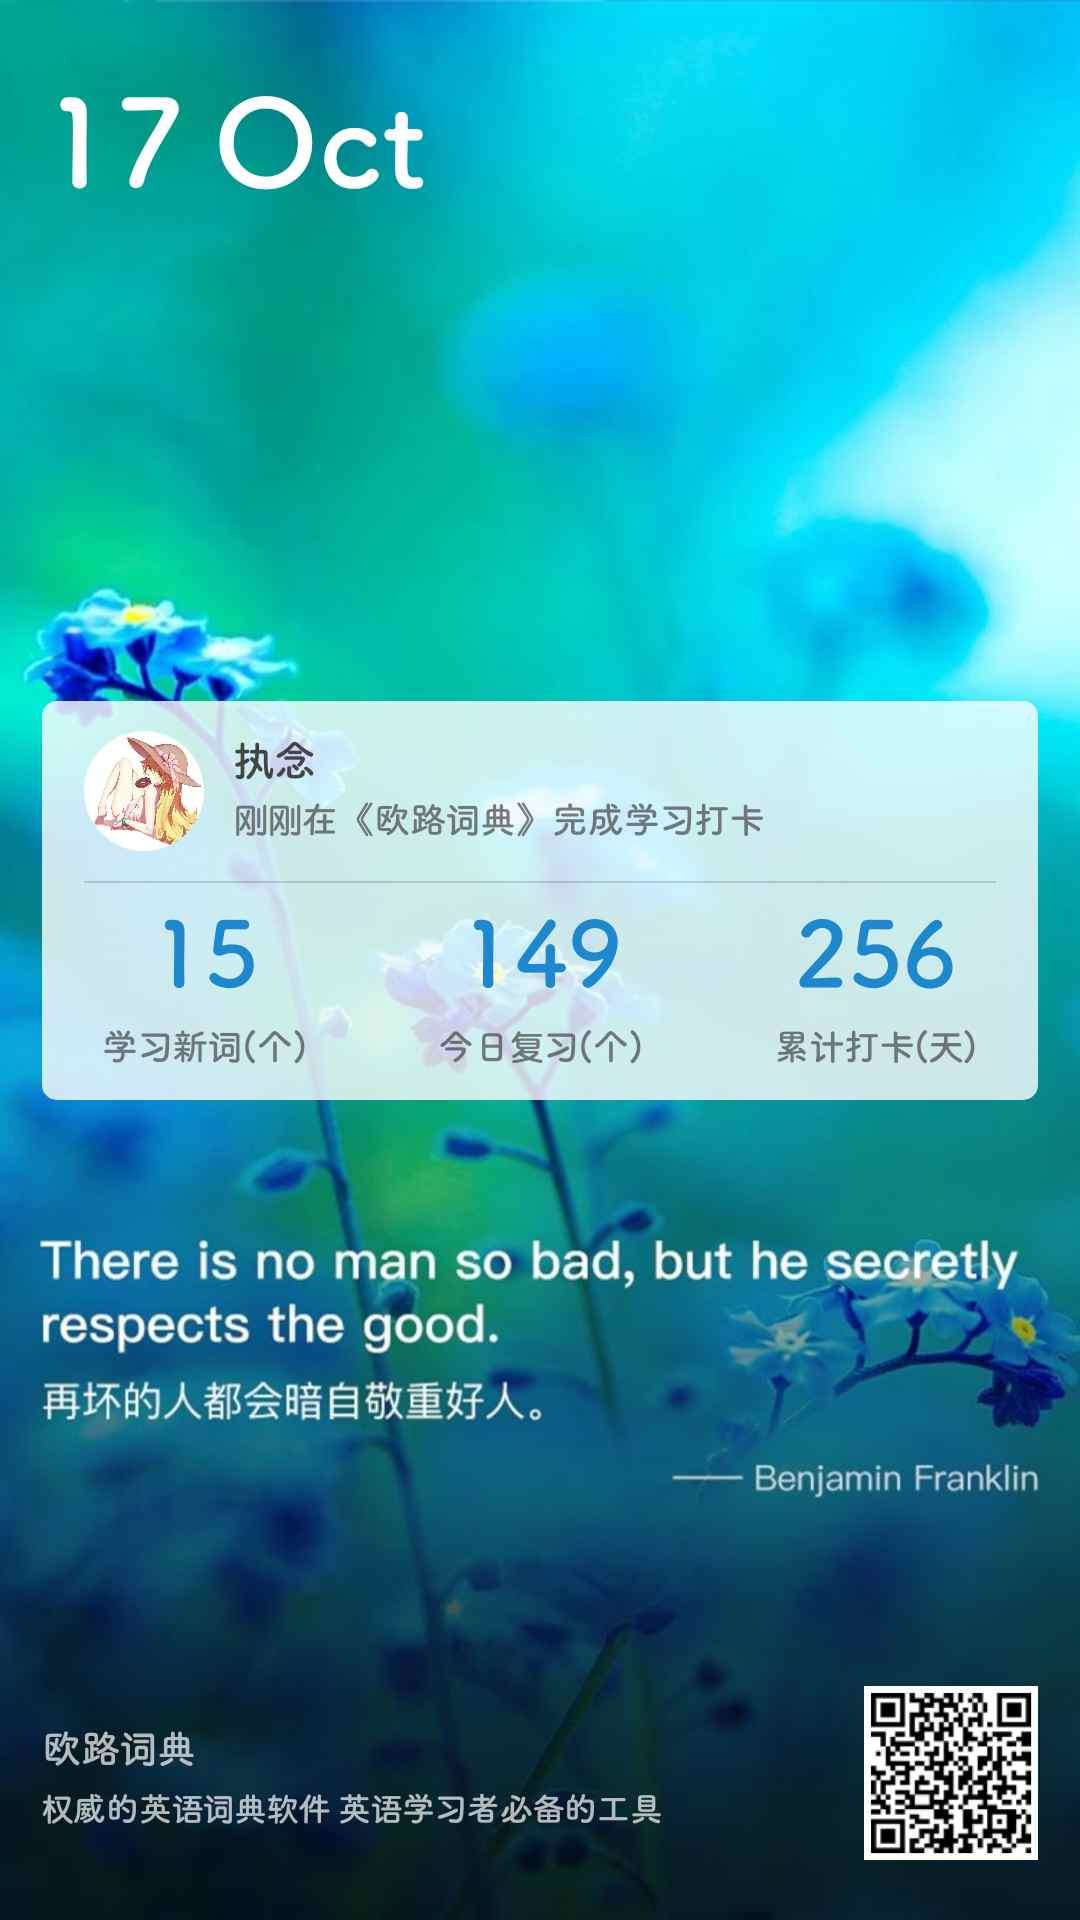 17 Oct
执念
刚刚在《欧路词典》完成学习打卡
15 149 256
学习新词(个) 今日复习(个) 累计打卡(天)
There is no man so bad, but he secretly
respects the good.
再坏的人都会暗自敬重好人。
—— Benjamin Franklin
欧路词典
权威的英语词典软件 英语学习者必备的工具